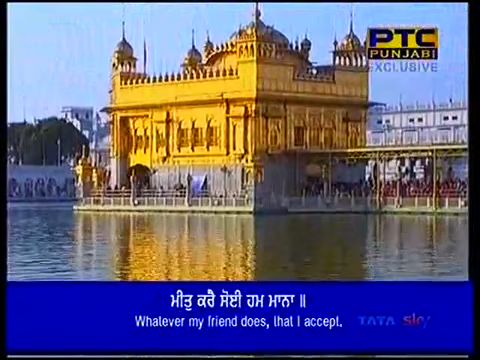 PTC
PUNJABI
EXCLUSIVE
ਮੀਤੁ ਕਰੈ ਸੋਈ ਹਮ ਮਾਨਾ ॥
Whatever my friend does, that I accept.
TATA sky